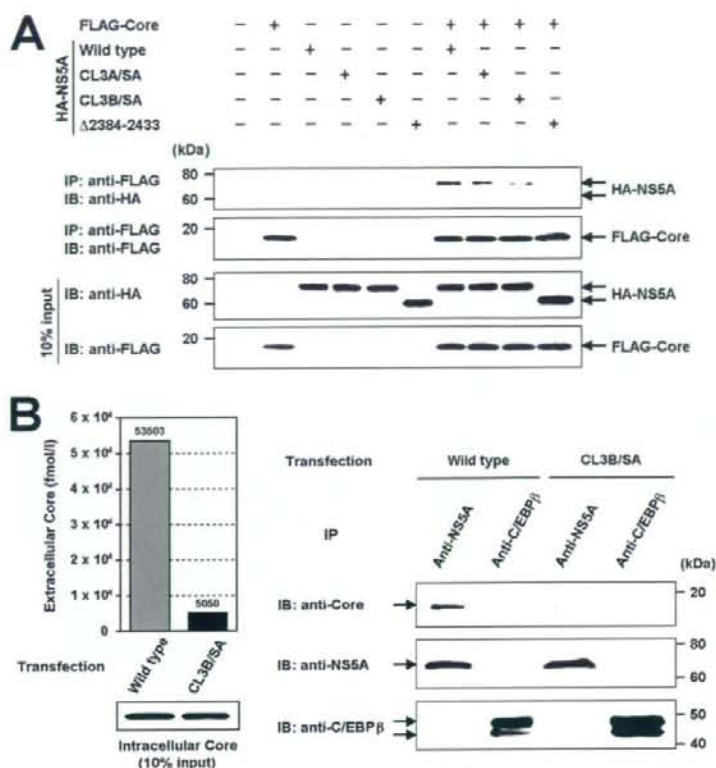 A
FLAG-Core − + − − − − + + + +
HA-NS5A
Wild type − − + − − − + − − −
CL3A/SA − − − + − − − + − −
CL3B/SA − − − − + − − − + −
Δ2384-2433 − − − − − + − − − +
(kDa)
IP: anti-FLAG
IB: anti-HA
80
60
HA-NS5A
IP: anti-FLAG
IB: anti-FLAG
20
FLAG-Core
10% input
IB: anti-HA
80
60
HA-NS5A
IB: anti-FLAG
20
FLAG-Core
B
Extracellular Core (fmol/l)
6 x 10⁴
5 x 10⁴
4 x 10⁴
3 x 10⁴
2 x 10⁴
1 x 10⁴
0
53503
5050
Transfection
Wild type
CL3B/SA
Intracellular Core
(10% input)
Transfection
Wild type
CL3B/SA
IP
Anti-NS5A
Anti-C/EBPβ
Anti-NS5A
Anti-C/EBPβ
(kDa)
IB: anti-Core
20
IB: anti-NS5A
80
60
IB: anti-C/EBPβ
50
40